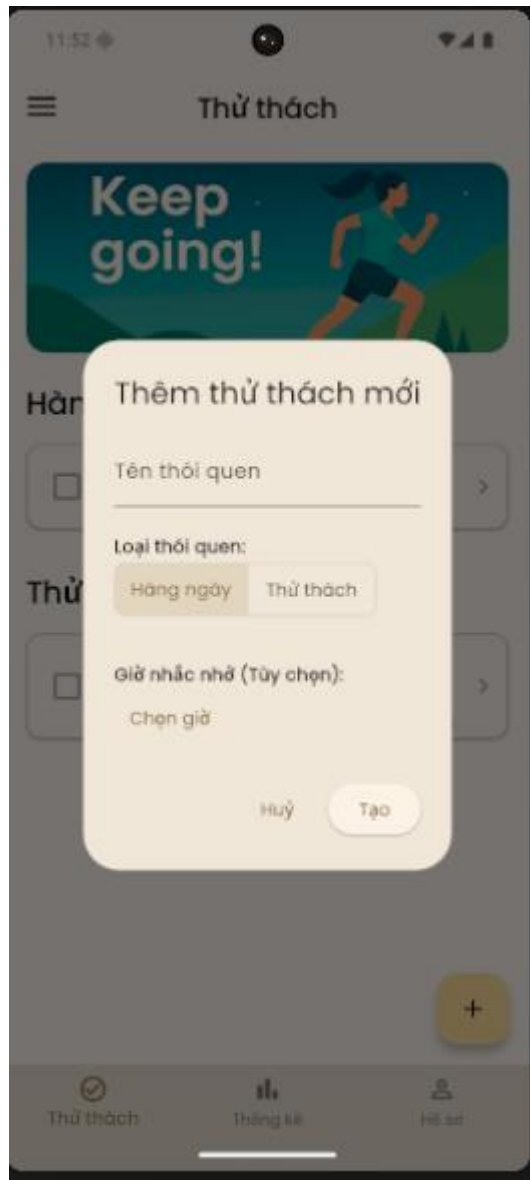 11:52
Thử thách
Keep
going!
Hàn
Thêm thử thách mới
Tên thói quen
Loại thói quen:
Hàng ngày Thử thách
Thử
Giờ nhắc nhở (Tùy chọn):
Chọn giờ
Huỷ Tạo
+
Thử thách Thống kê Hồ sơ